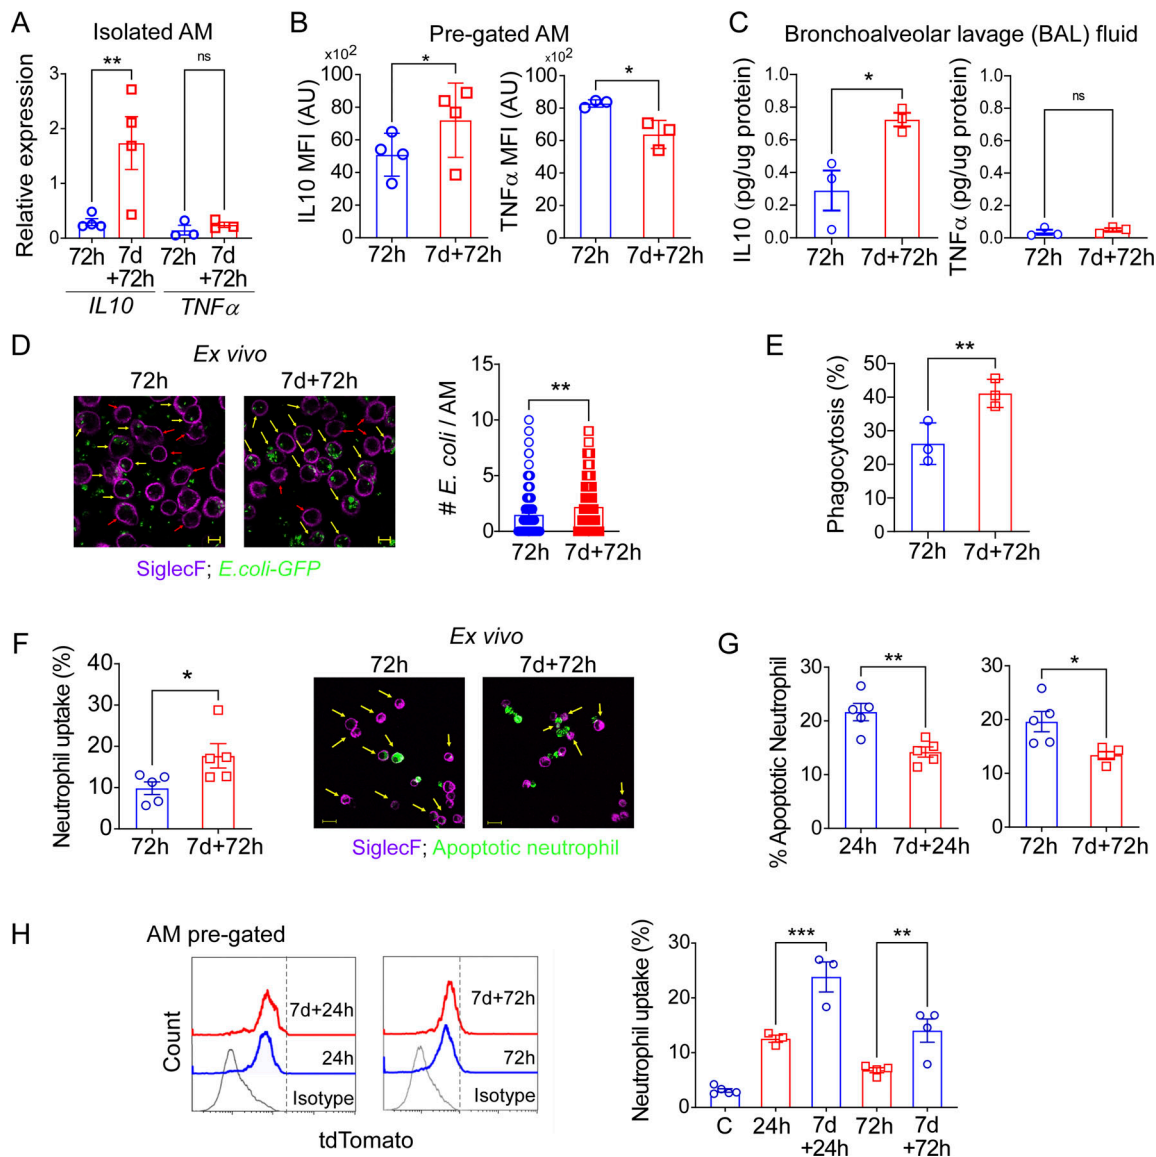 A
Isolated AM
Relative expression
3
2
1
0
**
ns
72h
7d
+72h
72h
7d
+72h
IL10
TNFα
B
Pre-gated AM
x10²
IL10 MFI (AU)
100
80
60
40
20
0
*
72h
7d+72h
x10²
TNFα MFI (AU)
100
80
60
40
20
0
*
72h
7d+72h
C
Bronchoalveolar lavage (BAL) fluid
IL10 (pg/ug protein)
1.0
0.8
0.6
0.4
0.2
0.0
*
72h
7d+72h
TNFα (pg/ug protein)
1.0
0.8
0.6
0.4
0.2
0.0
ns
72h
7d+72h
D
Ex vivo
72h
7d+72h
SiglecF; E.coli-GFP
# E. coli / AM
15
10
5
0
**
72h
7d+72h
E
Phagocytosis (%)
50
40
30
20
10
0
**
72h
7d+72h
F
Neutrophil uptake (%)
40
30
20
10
0
*
72h
7d+72h
Ex vivo
72h
7d+72h
SiglecF; Apoptotic neutrophil
G
% Apoptotic Neutrophil
30
20
10
0
**
24h
7d+24h
30
20
10
0
*
72h
7d+72h
H
AM pre-gated
Count
7d+24h
24h
Isotype
7d+72h
72h
Isotype
tdTomato
Neutrophil uptake (%)
30
20
10
0
***
**
C
24h
7d
+24h
72h
7d
+72h